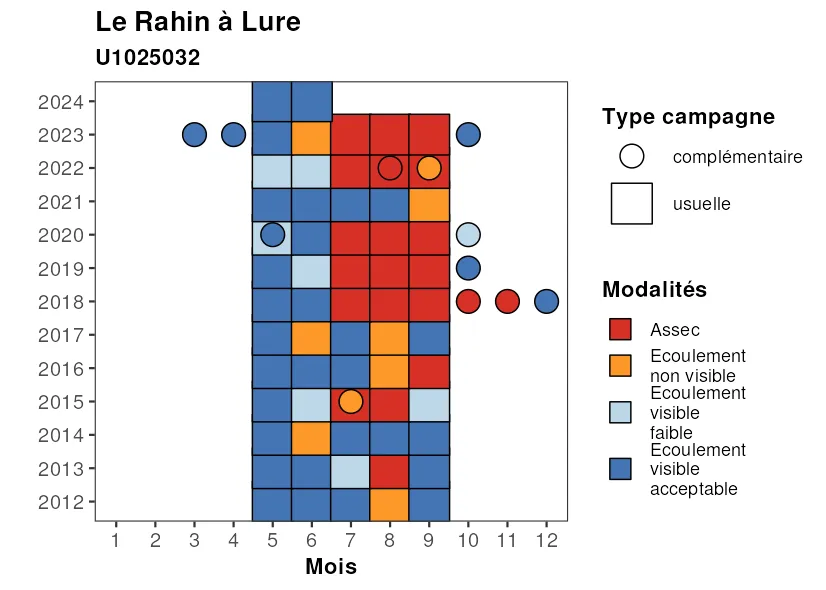 Le Rahin à Lure
U1025032
2024
2023
2022
2021
2020
2019
2018
2017
2016
2015
2014
2013
2012
1 2 3 4 5 6 7 8 9 10 11 12
Mois
Type campagne
complémentaire
usuelle
Modalités
Assec
Ecoulement
non visible
Ecoulement
visible
faible
Ecoulement
visible
acceptable